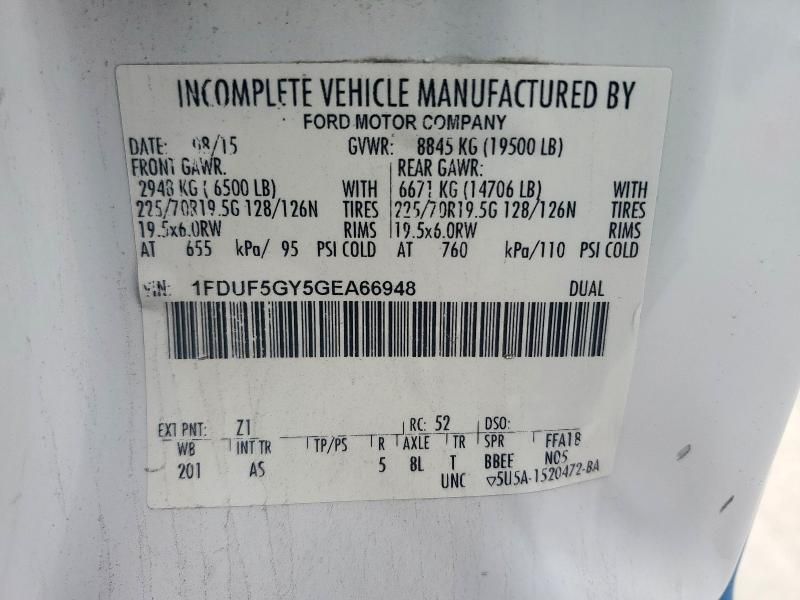 INCOMPLETE VEHICLE MANUFACTURED BY
FORD MOTOR COMPANY
DATE: 08/15 GVWR: 8845 KG (19500 LB)
FRONT GAWR: REAR GAWR:
2948 KG ( 6500 LB) WITH 6671 KG (14706 LB) WITH
225/70R19.5G 128/126N TIRES 225/70R19.5G 128/126N TIRES
19.5x6.0RW RIMS 19.5x6.0RW RIMS
AT 655 kPa/ 95 PSI COLD AT 760 kPa/110 PSI COLD
VIN: 1FDUF5GY5GEA66948 DUAL
EXT PNT: Z1 RC: 52 DSO:
WB INT TR TP/PS R AXLE TR SPR FFA18
201 AS 5 8L T BBEE N05
UNC ▽5U5A-1520472-BA